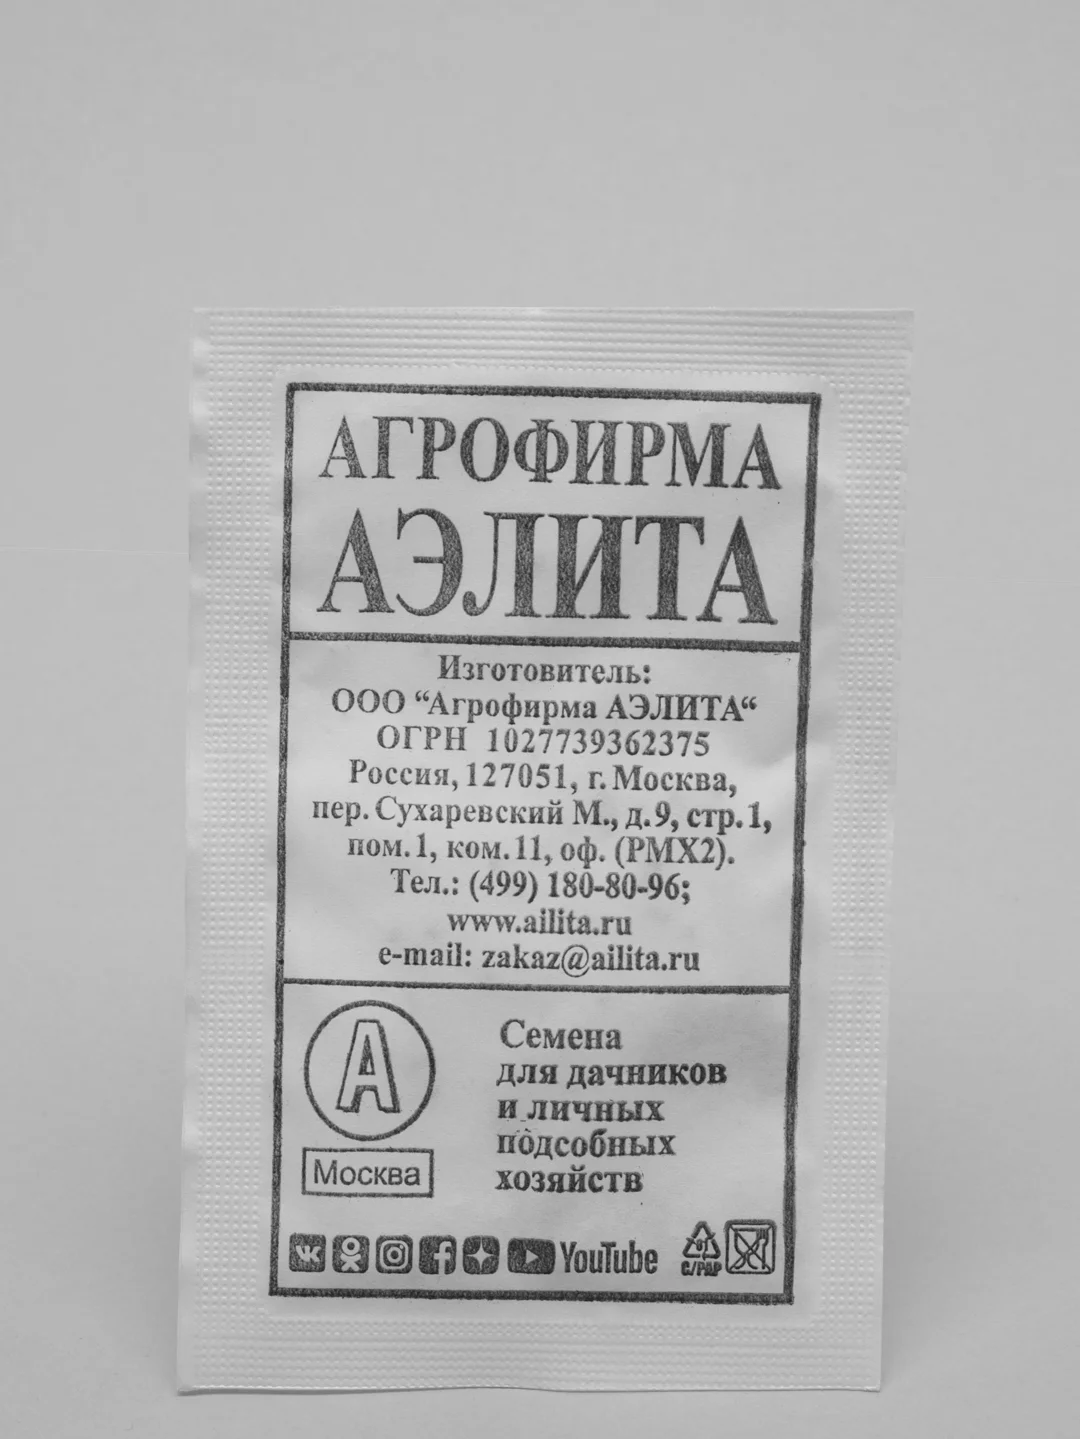 АГРОФИРМА
АЭЛИТА
Изготовитель:
ООО “Агрофирма АЭЛИТА“
ОГРН 1027739362375
Россия, 127051, г. Москва,
пер. Сухаревский М., д. 9, стр. 1,
пом. 1, ком. 11, оф. (РМХ2).
Тел.: (499) 180-80-96;
www.ailita.ru
e-mail: zakaz@ailita.ru
А
Москва
Семена
для дачников
и личных
подсобных
хозяйств
YouTube
C/PAP